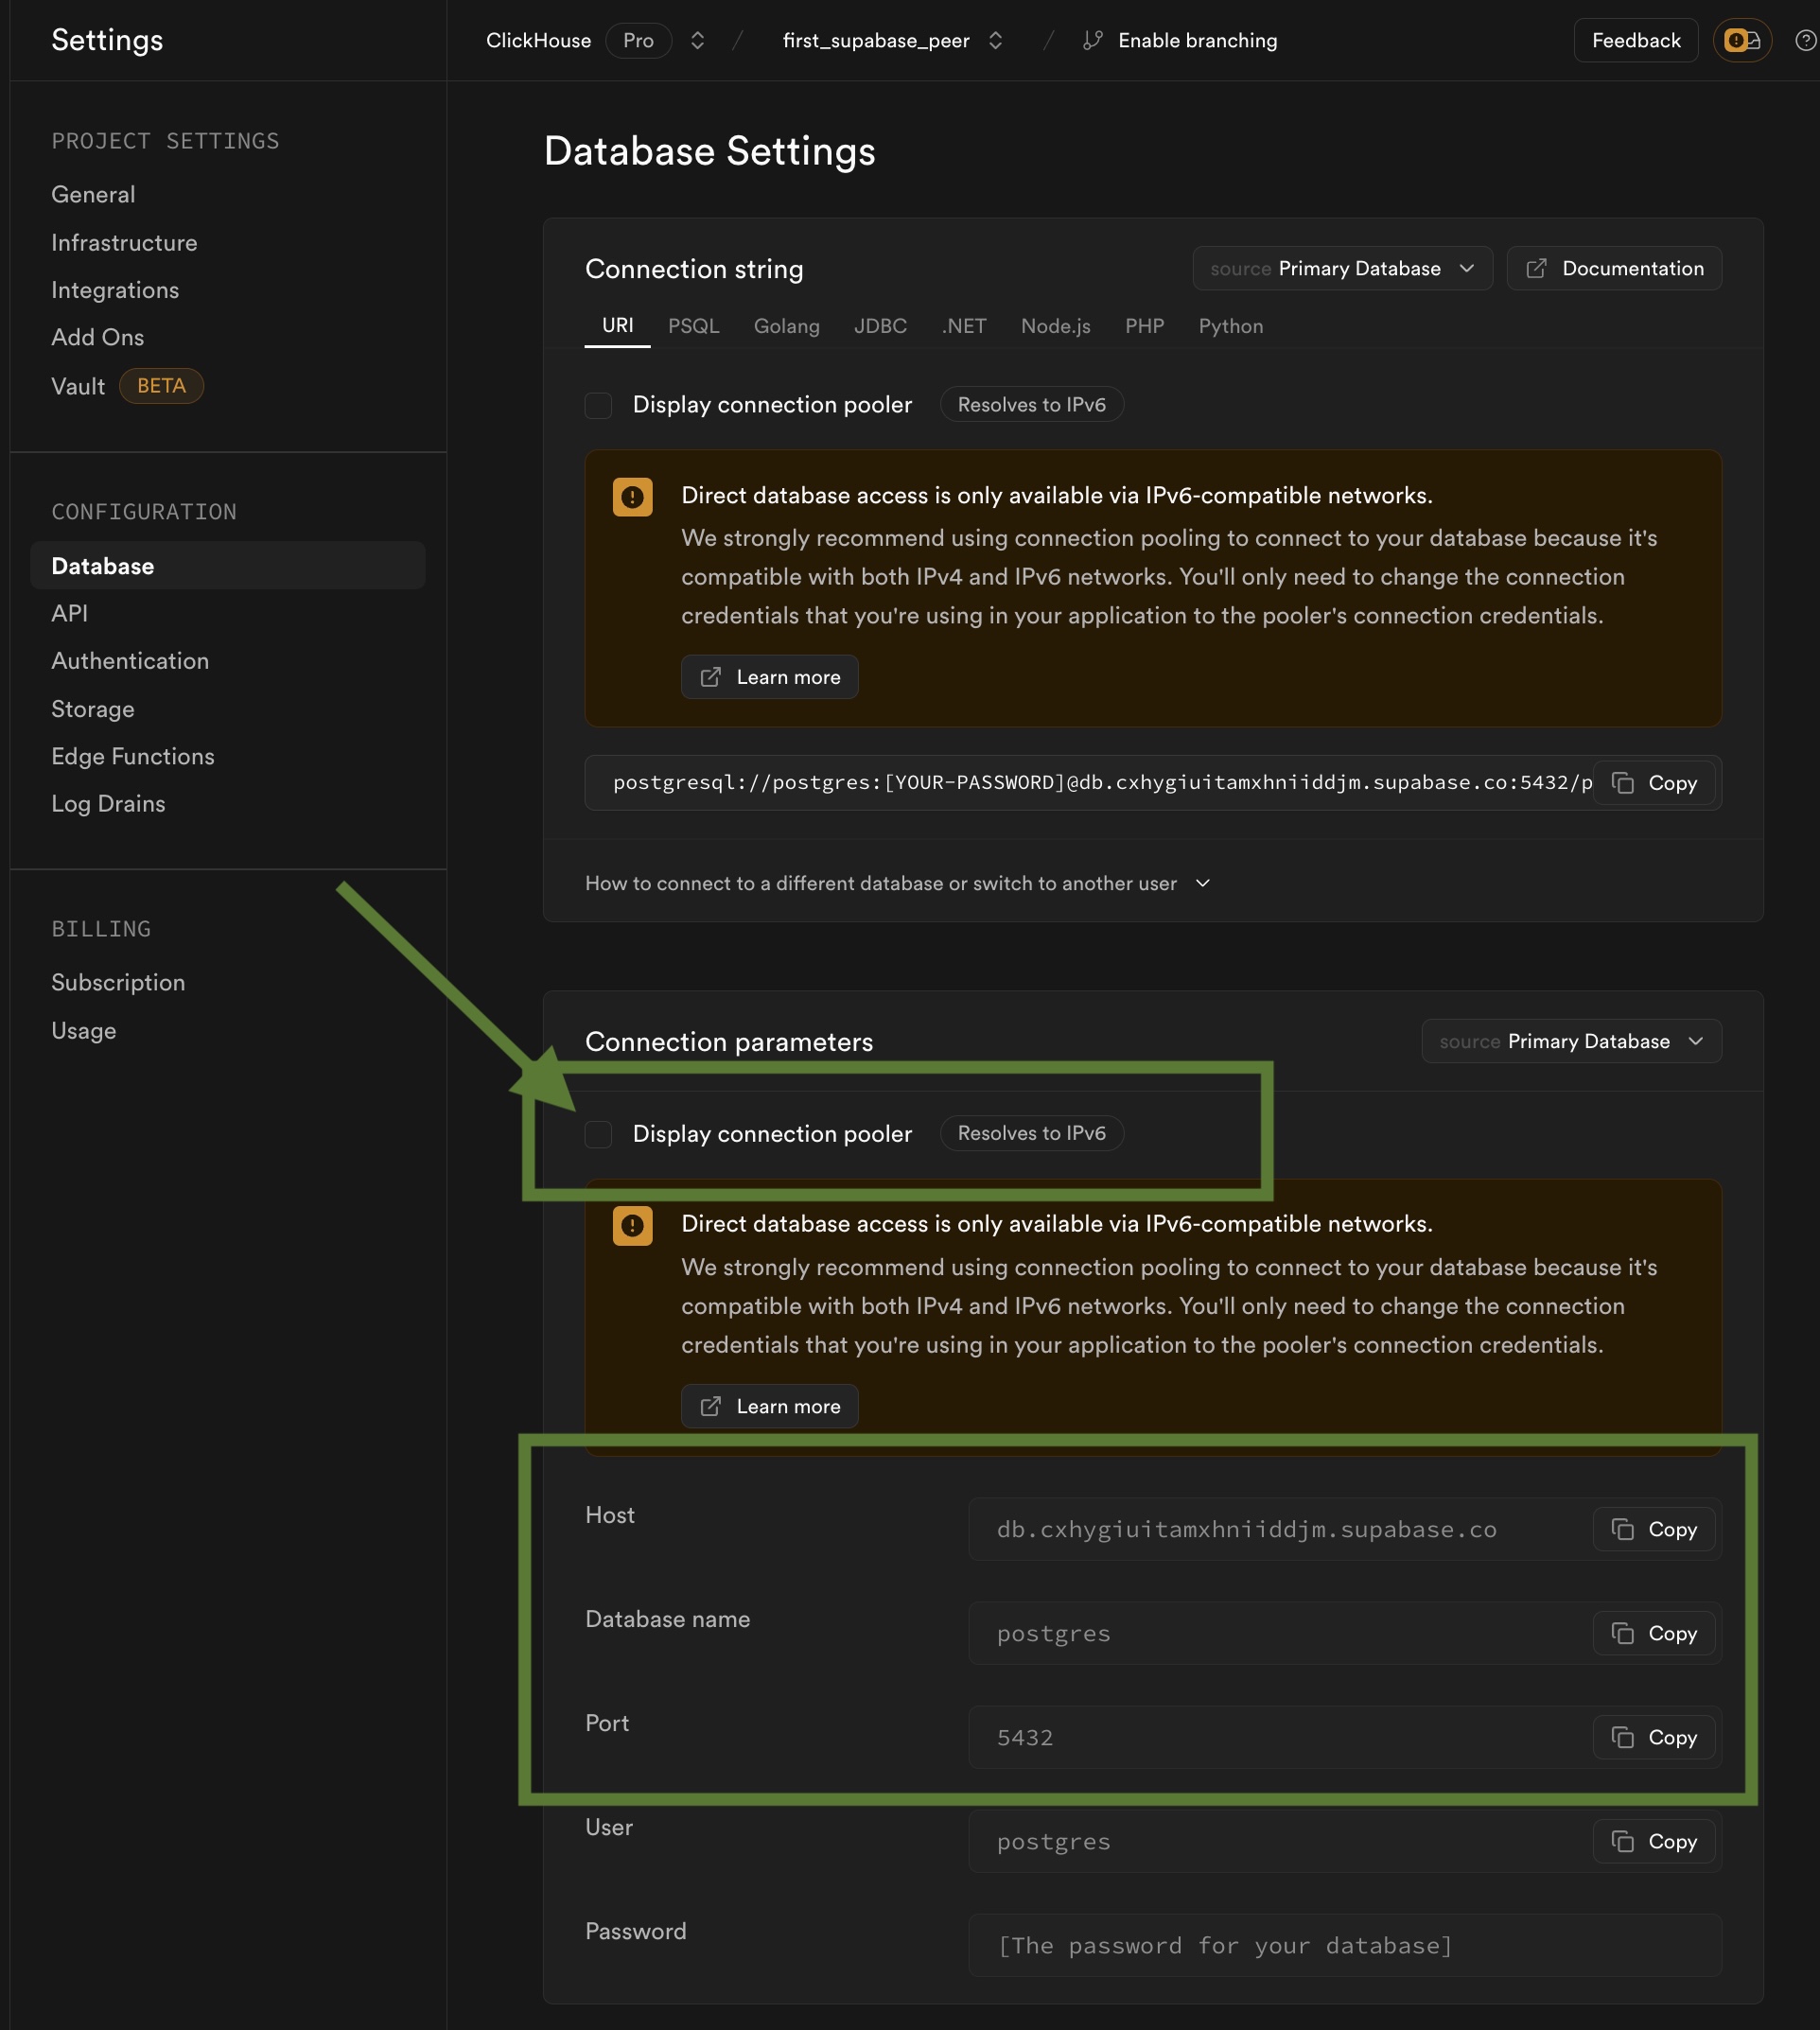 Settings
ClickHouse Pro / first_supabase_peer / Enable branching
Feedback
PROJECT SETTINGS
General
Infrastructure
Integrations
Add Ons
Vault BETA
CONFIGURATION
Database
API
Authentication
Storage
Edge Functions
Log Drains
BILLING
Subscription
Usage
Database Settings
Connection string
source Primary Database
Documentation
URI PSQL Golang JDBC .NET Node.js PHP Python
Display connection pooler Resolves to IPv6
Direct database access is only available via IPv6-compatible networks.
We strongly recommend using connection pooling to connect to your database because it's
compatible with both IPv4 and IPv6 networks. You'll only need to change the connection
credentials that you're using in your application to the pooler's connection credentials.
Learn more
postgresql://postgres:[YOUR-PASSWORD]@db.cxhygiuitamxhniiddjm.supabase.co:5432/p Copy
How to connect to a different database or switch to another user
Connection parameters
source Primary Database
Display connection pooler Resolves to IPv6
Direct database access is only available via IPv6-compatible networks.
We strongly recommend using connection pooling to connect to your database because it's
compatible with both IPv4 and IPv6 networks. You'll only need to change the connection
credentials that you're using in your application to the pooler's connection credentials.
Learn more
Host db.cxhygiuitamxhniiddjm.supabase.co Copy
Database name postgres Copy
Port 5432 Copy
User postgres Copy
Password [The password for your database]